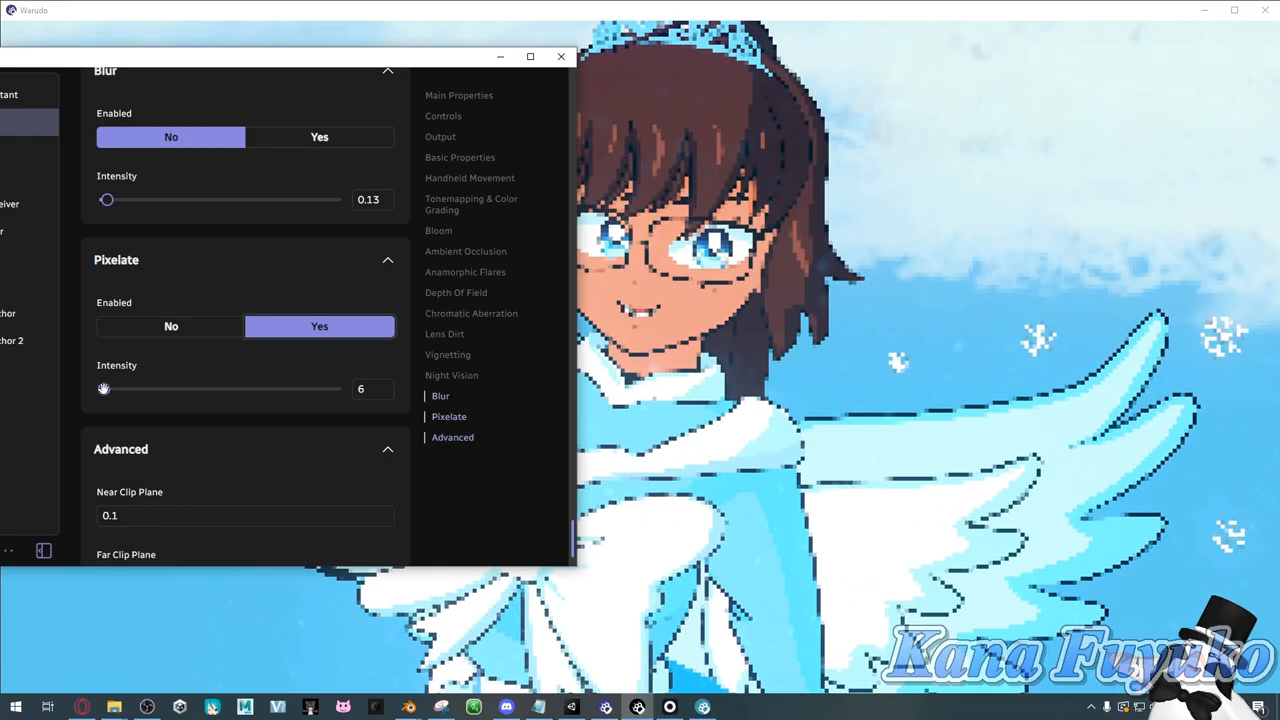 Warudo
Blur
Enabled
No Yes
Intensity
0.13
Pixelate
Enabled
No Yes
Intensity
6
Advanced
Near Clip Plane
0.1
Far Clip Plane
Main Properties
Controls
Output
Basic Properties
Handheld Movement
Tonemapping & Color
Grading
Bloom
Ambient Occlusion
Anamorphic Flares
Depth Of Field
Chromatic Aberration
Lens Dirt
Vignetting
Night Vision
Blur
Pixelate
Advanced
tant
eiver
r
hor
hor 2
Kana Fuyuko